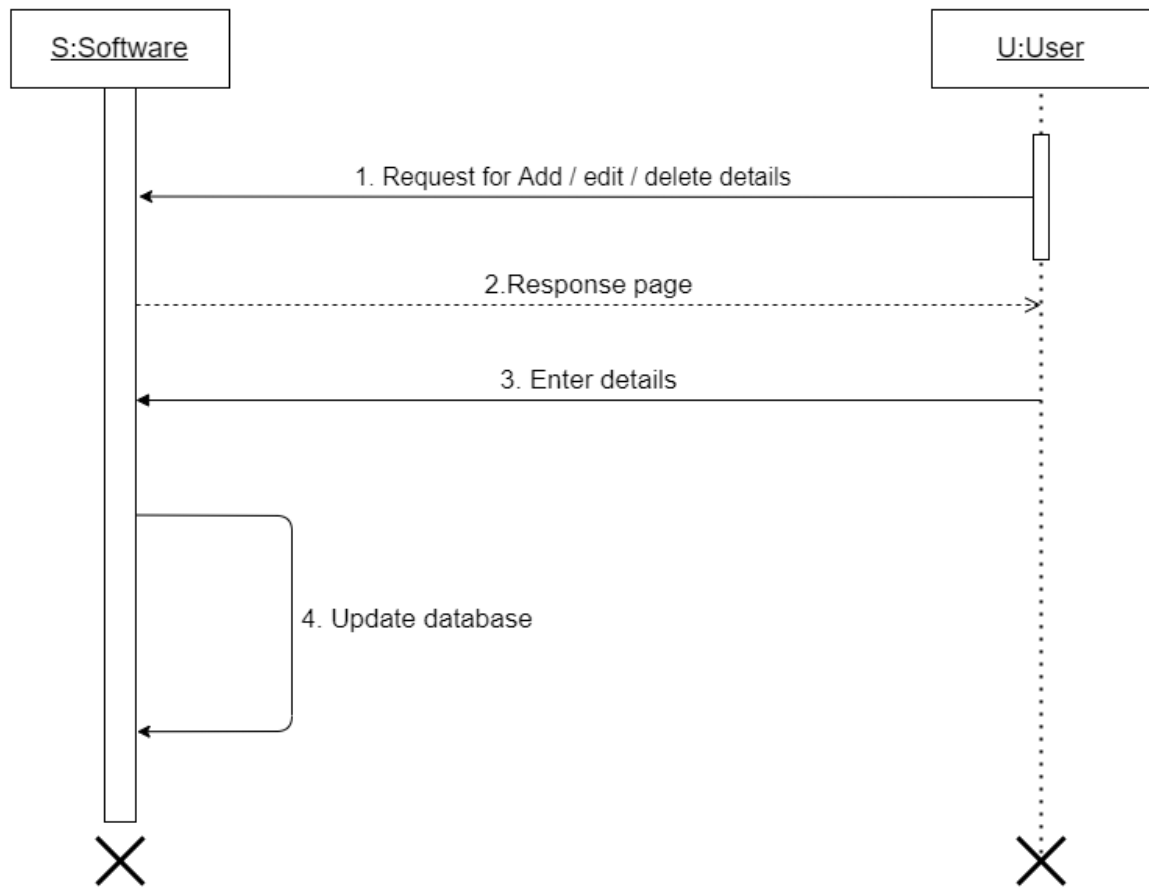 S:Software
U:User
1. Request for Add / edit / delete details
2.Response page
3. Enter details
4. Update database